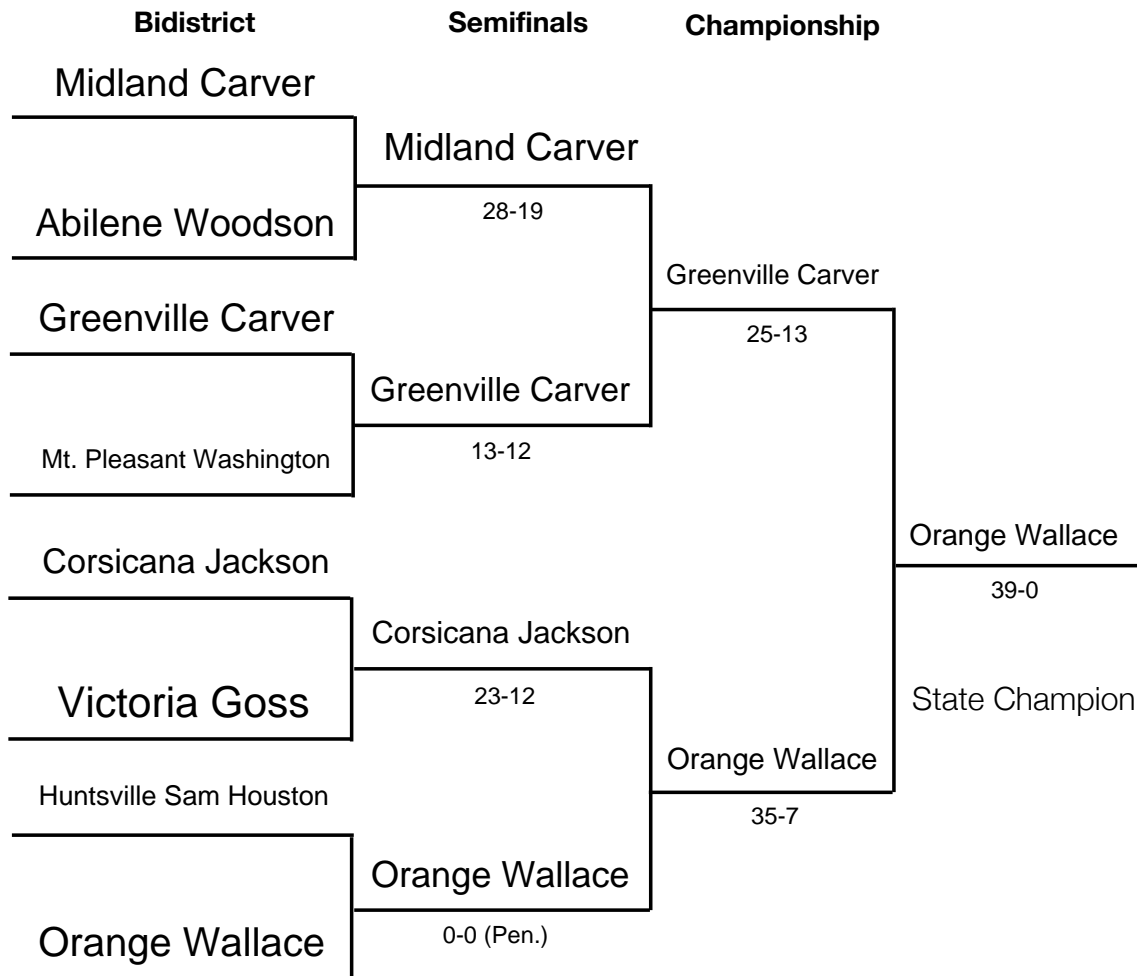 Bidistrict Semifinals Championship
Midland Carver
Midland Carver
28-19
Abilene Woodson
Greenville Carver
25-13
Greenville Carver
Greenville Carver
13-12
Mt. Pleasant Washington
Orange Wallace
39-0
Corsicana Jackson
Corsicana Jackson
23-12
Victoria Goss
State Champion
Orange Wallace
35-7
Huntsville Sam Houston
Orange Wallace
0-0 (Pen.)
Orange Wallace